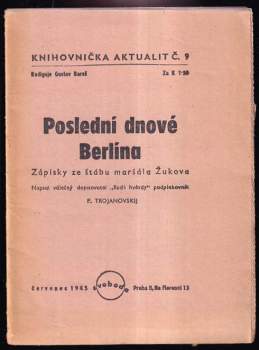 KNIHOVNIČKA AKTUALIT Č. 9
Rediguje Gustav Bareš Za K 7·50
Poslední dnové
Berlína
Zápisky ze štábu maršála Žukova
Napsal válečný dopisovatel „Rudé hvězdy“ podplukovník
P. TROJANOVSKIJ
červenec 1945 svoboda Praha II, Na Florenci 13